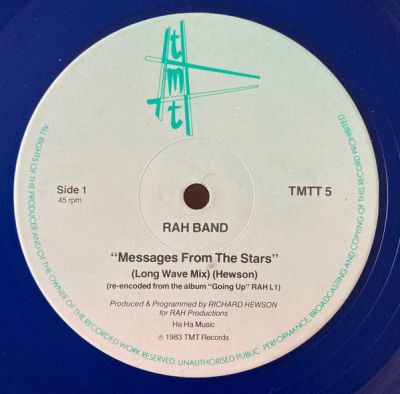 tmt
Side 1
45 rpm
TMTT 5
RAH BAND
"Messages From The Stars"
(Long Wave Mix) (Hewson)
(re-encoded from the album "Going Up" RAH L1)
Produced & Programmed by RICHARD HEWSON
for RAH Productions
Ha Ha Music
℗ 1983 TMT Records
ALL RIGHTS OF THE PRODUCER AND OF THE OWNER OF THE RECORDED WORK RESERVED. UNAUTHORISED PUBLIC PERFORMANCE, BROADCASTING AND COPYING OF THIS RECORD PROHIBITED.